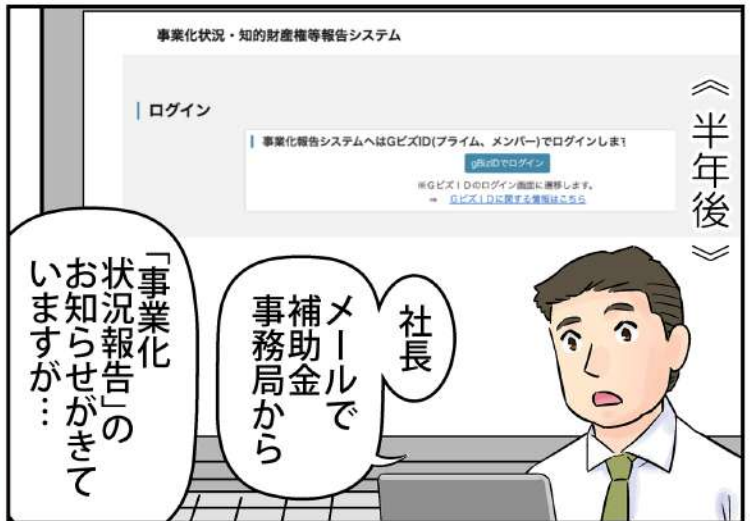 事業化状況・知的財産権等報告システム
ログイン
事業化報告システムへはGビズID(プライム、メンバー)でログインします
gBizIDでログイン
※GビズIDのログイン画面に遷移します。
⇒ GビズIDに関する情報はこちら
《半年後》
社長
メールで
補助金
事務局から
「事業化
状況報告」の
お知らせがきて
いますが…